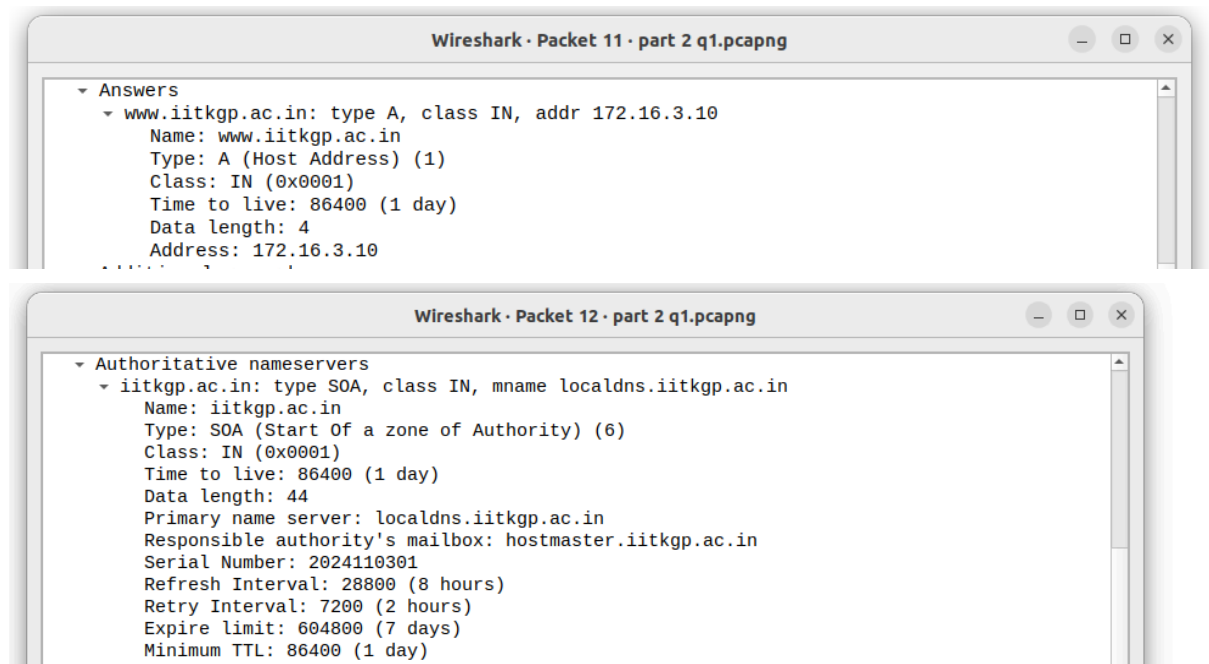 Wireshark · Packet 11 · part 2 q1.pcapng
Answers
www.iitkgp.ac.in: type A, class IN, addr 172.16.3.10
Name: www.iitkgp.ac.in
Type: A (Host Address) (1)
Class: IN (0x0001)
Time to live: 86400 (1 day)
Data length: 4
Address: 172.16.3.10
Wireshark · Packet 12 · part 2 q1.pcapng
Authoritative nameservers
iitkgp.ac.in: type SOA, class IN, mname localdns.iitkgp.ac.in
Name: iitkgp.ac.in
Type: SOA (Start Of a zone of Authority) (6)
Class: IN (0x0001)
Time to live: 86400 (1 day)
Data length: 44
Primary name server: localdns.iitkgp.ac.in
Responsible authority's mailbox: hostmaster.iitkgp.ac.in
Serial Number: 2024110301
Refresh Interval: 28800 (8 hours)
Retry Interval: 7200 (2 hours)
Expire limit: 604800 (7 days)
Minimum TTL: 86400 (1 day)